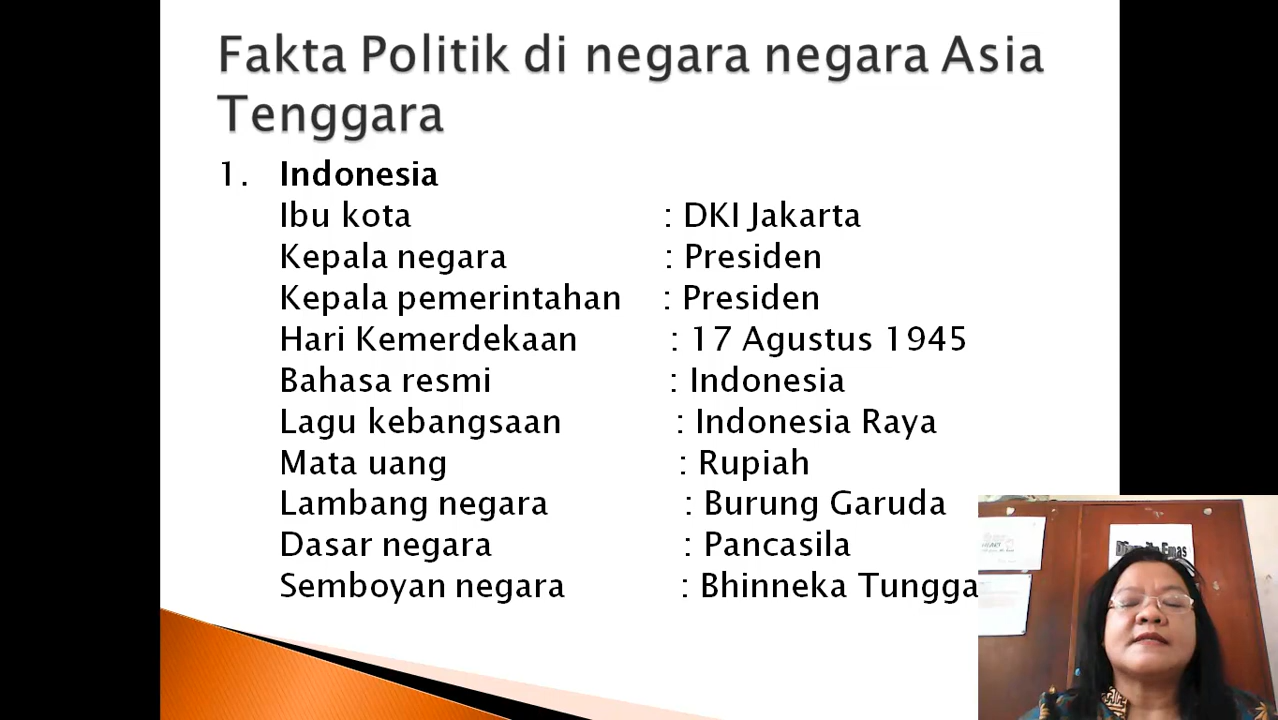 Fakta Politik di negara negara Asia
Tenggara
1. Indonesia
Ibu kota : DKI Jakarta
Kepala negara : Presiden
Kepala pemerintahan : Presiden
Hari Kemerdekaan : 17 Agustus 1945
Bahasa resmi : Indonesia
Lagu kebangsaan : Indonesia Raya
Mata uang : Rupiah
Lambang negara : Burung Garuda
Dasar negara : Pancasila
Semboyan negara : Bhinneka Tungga
Emas